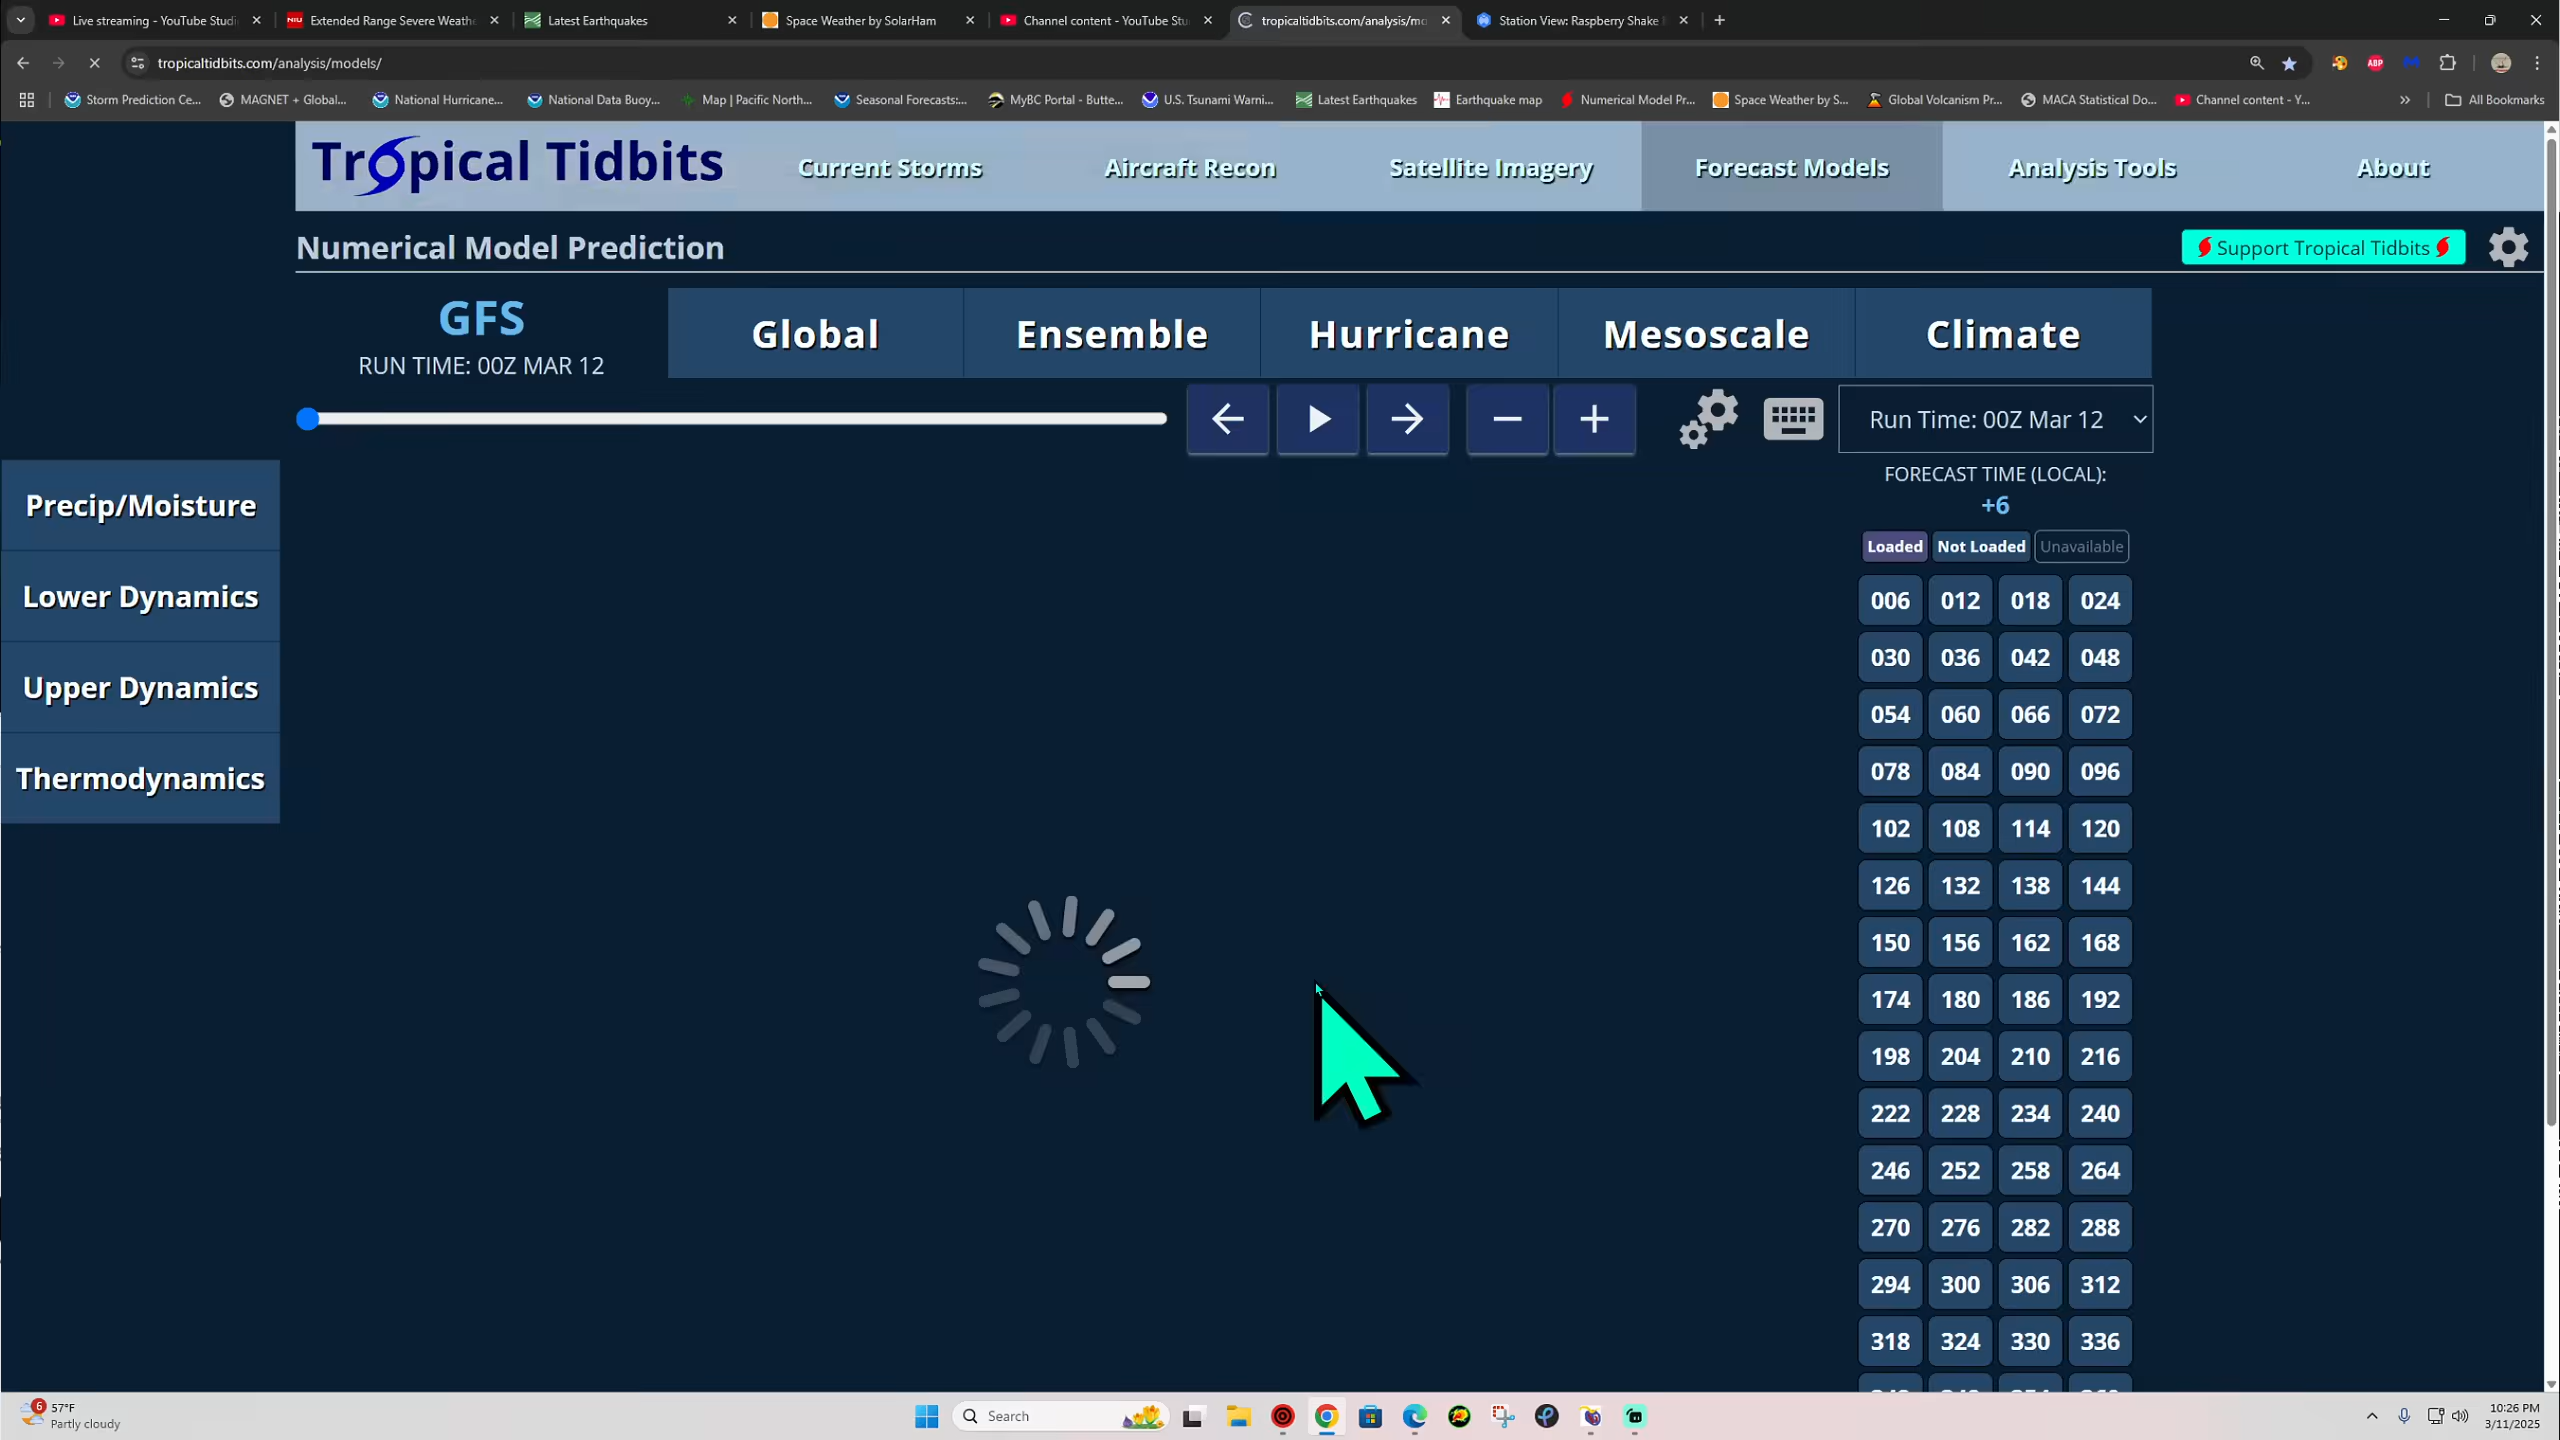 Live streaming - YouTube Studi
Extended Range Severe Weathe
Latest Earthquakes
Space Weather by SolarHam
Channel content - YouTube Stu
tropicaltidbits.com/analysis/mo
Station View: Raspberry Shake
tropicaltidbits.com/analysis/models/
Storm Prediction Ce...
MAGNET + Global...
National Hurricane...
National Data Buoy...
Map | Pacific North...
Seasonal Forecasts:...
MyBC Portal - Butte...
U.S. Tsunami Warni...
Latest Earthquakes
Earthquake map
Numerical Model Pr...
Space Weather by S...
Global Volcanism Pr...
MACA Statistical Do...
Channel content - Y...
All Bookmarks
Tropical Tidbits
Current Storms
Aircraft Recon
Satellite Imagery
Forecast Models
Analysis Tools
About
Numerical Model Prediction
Support Tropical Tidbits
GFS
RUN TIME: 00Z MAR 12
Global
Ensemble
Hurricane
Mesoscale
Climate
Run Time: 00Z Mar 12
FORECAST TIME (LOCAL):
+6
Loaded Not Loaded Unavailable
Precip/Moisture
Lower Dynamics
Upper Dynamics
Thermodynamics
006 012 018 024
030 036 042 048
054 060 066 072
078 084 090 096
102 108 114 120
126 132 138 144
150 156 162 168
174 180 186 192
198 204 210 216
222 228 234 240
246 252 258 264
270 276 282 288
294 300 306 312
318 324 330 336
6
57°F
Partly cloudy
Search
10:26 PM
3/11/2025